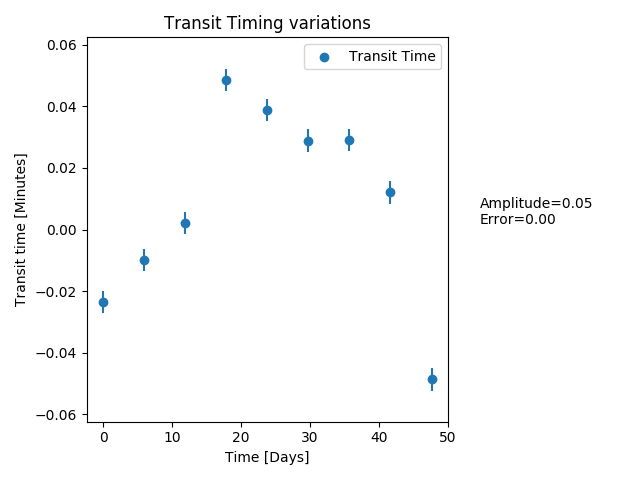 Transit Timing variations
Transit Time
Transit time [Minutes]
0.06
0.04
0.02
0.00
−0.02
−0.04
−0.06
0
10
20
30
40
50
Time [Days]
Amplitude=0.05
Error=0.00